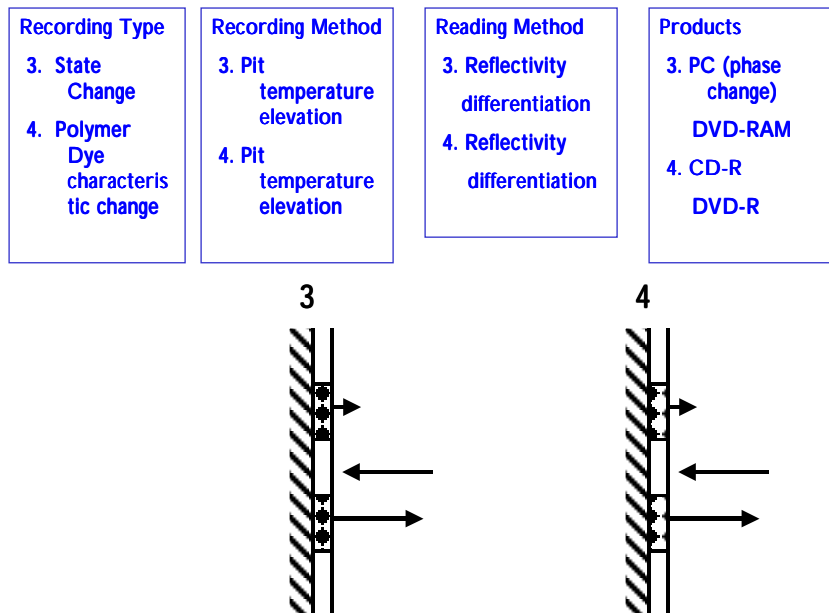 Recording Type
3. State
Change
4. Polymer
Dye
characteris
tic change
Recording Method
3. Pit
temperature
elevation
4. Pit
temperature
elevation
Reading Method
3. Reflectivity
differentiation
4. Reflectivity
differentiation
Products
3. PC (phase
change)
DVD-RAM
4. CD-R
DVD-R
3
4